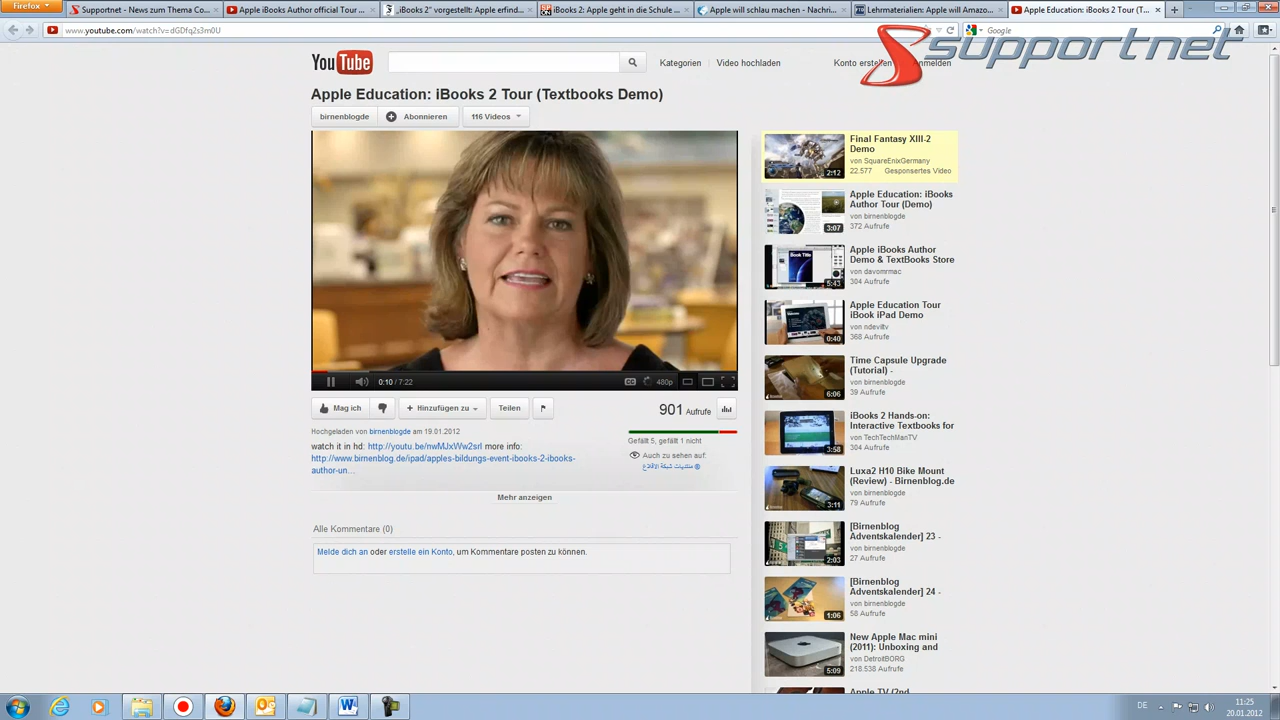 Firefox
Supportnet - News zum Thema Co...
Apple iBooks Author official Tour ...
„iBooks 2" vorgestellt: Apple erfind...
iBooks 2: Apple geht in die Schule ...
Apple will schlau machen - Nachri...
Lehrmaterialien: Apple will Amazo...
Apple Education: iBooks 2 Tour (T...
www.youtube.com/watch?v=dGDfq2s3m0U
Google
supportnet
YouTube
Kategorien
Video hochladen
Konto erstellen
Anmelden
Apple Education: iBooks 2 Tour (Textbooks Demo)
birnenblogde
Abonnieren
116 Videos
0:10 / 7:22
CC
480p
Mag ich
Hinzufügen zu
Teilen
901 Aufrufe
Hochgeladen von birnenblogde am 19.01.2012
Gefällt 5, gefällt 1 nicht
watch it in hd: http://youtu.be/nwMJxWw2srI more info:
http://www.birnenblog.de/ipad/apples-bildungs-event-ibooks-2-ibooks-
author-un...
Auch zu sehen auf:
منتديات شبكة الاقلاع
Mehr anzeigen
Alle Kommentare (0)
Melde dich an oder erstelle ein Konto, um Kommentare posten zu können.
Final Fantasy XIII-2
Demo
von SquareEnixGermany
22.577 Gesponsertes Video
2:12
Apple Education: iBooks
Author Tour (Demo)
von birnenblogde
372 Aufrufe
3:07
Apple iBooks Author
Demo & TextBooks Store
von davomrmac
304 Aufrufe
Book Title
5:43
Apple Education Tour
iBook iPad Demo
von ndeviltv
368 Aufrufe
0:40
Time Capsule Upgrade
(Tutorial) -
von birnenblogde
39 Aufrufe
6:06
iBooks 2 Hands-on:
Interactive Textbooks for
von TechTechManTV
304 Aufrufe
3:58
Luxa2 H10 Bike Mount
(Review) - Birnenblog.de
von birnenblogde
79 Aufrufe
3:11
[Birnenblog
Adventskalender] 23 -
von birnenblogde
27 Aufrufe
2:03
[Birnenblog
Adventskalender] 24 -
von birnenblogde
58 Aufrufe
1:06
New Apple Mac mini
(2011): Unboxing and
von DetroitBORG
218.538 Aufrufe
5:09
Apple TV (2nd
DE
11:25
20.01.2012